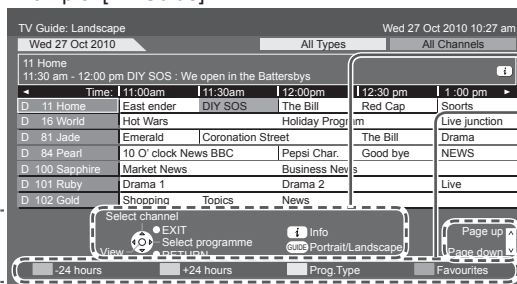 TV Guide: Landscape Wed 27 Oct 2010 10:27 am
Wed 27 Oct 2010 All Types All Channels
11 Home
11:30 am - 12:00 pm DIY SOS : We open in the Battersbys i
◄ Time: 11:00am 11:30am 12:00pm 12:30 pm 1 :00 pm ►
D 11 Home East ender DIY SOS The Bill Red Cap Soorts
D 16 World Hot Wars Holiday Program Live junction
D 81 Jade Emerald Coronation Street The Bill Drama
D 84 Pearl 10 O' clock News BBC Pepsi Char. Good bye NEWS
D 100 Sapphire Market News Business News
D 101 Ruby Drama 1 Drama 2 Live
D 102 Gold Shopping Topics News
Select channel
EXIT i Info Page up
View Select programme GUIDE Portrait/Landscape
RETURN Page down
-24 hours +24 hours Prog.Type Favourites